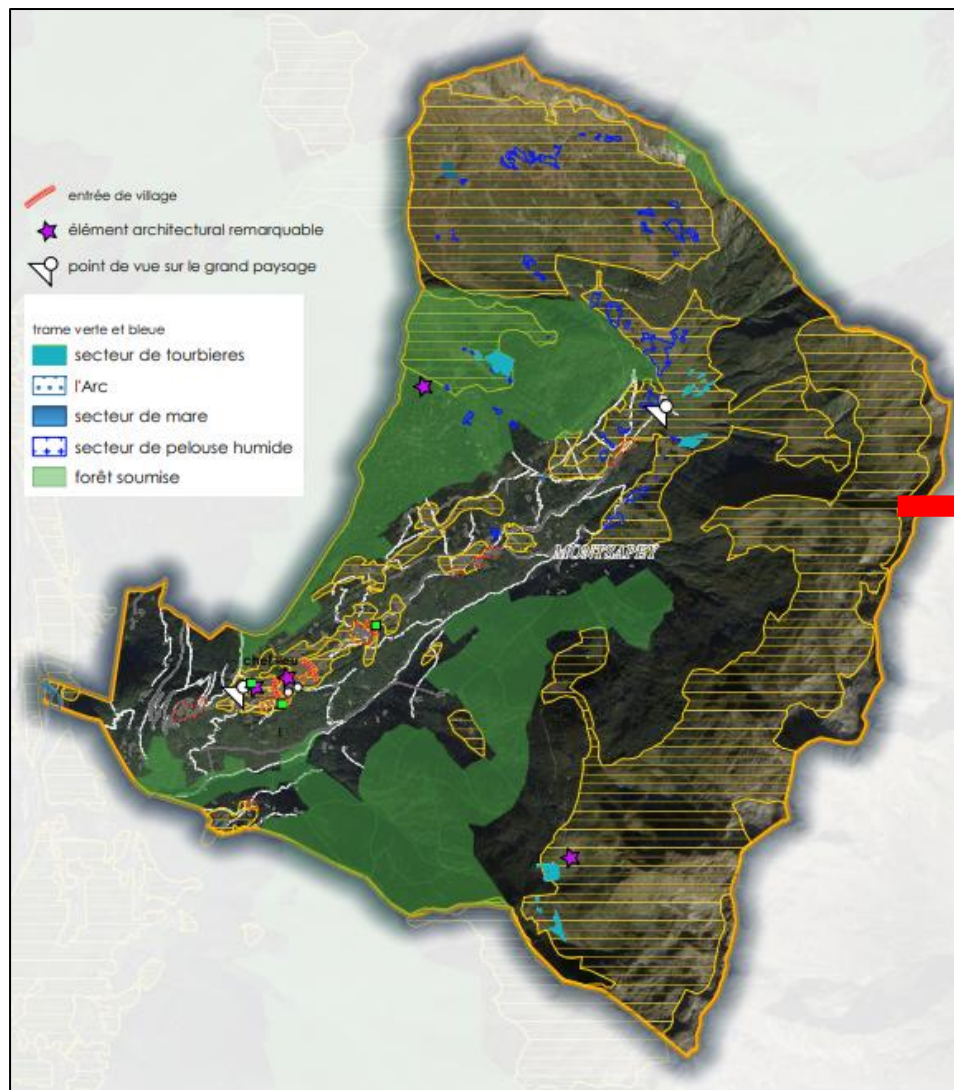 entrée de village
élément architectural remarquable
point de vue sur le grand paysage
trame verte et bleue
secteur de tourbieres
l'Arc
secteur de mare
secteur de pelouse humide
forêt soumise
MONTSAPEY